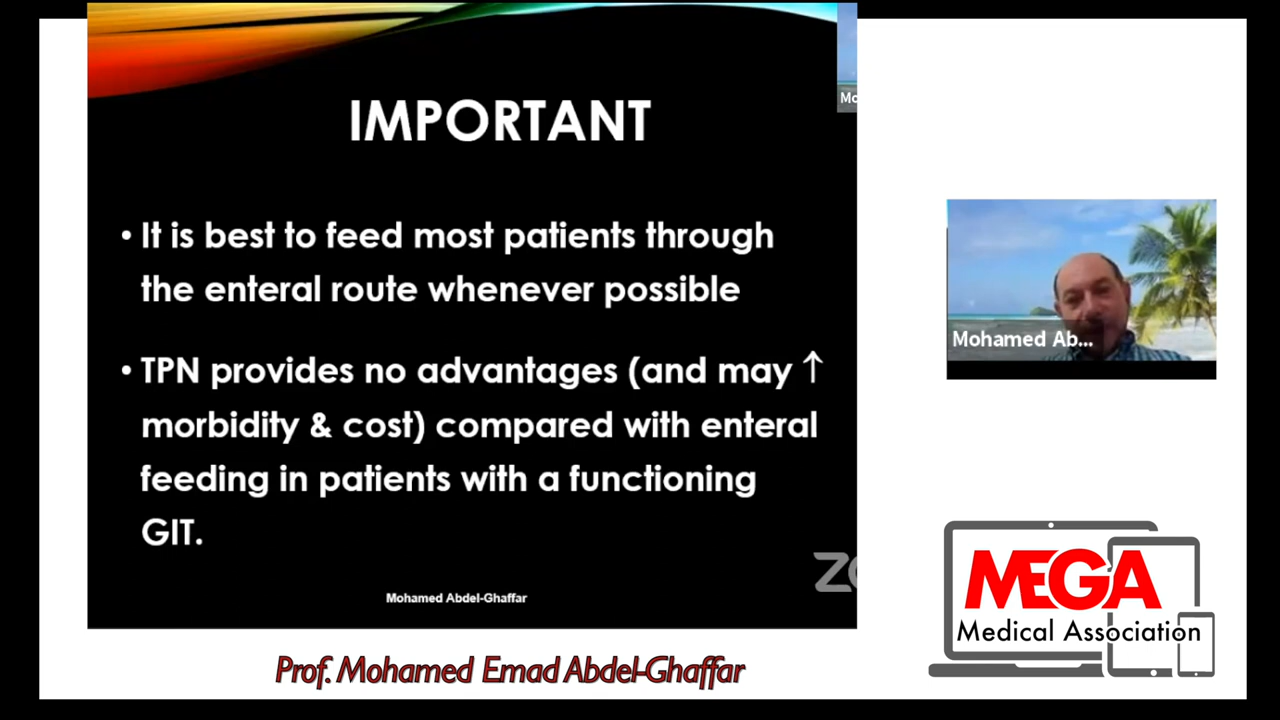 IMPORTANT
• It is best to feed most patients through
the enteral route whenever possible
• TPN provides no advantages (and may ↑
morbidity & cost) compared with enteral
feeding in patients with a functioning
GIT.
Mohamed Abdel-Ghaffar
Prof. Mohamed Emad Abdel-Ghaffar
Mo
Mohamed Ab...
MEGA
Medical Association